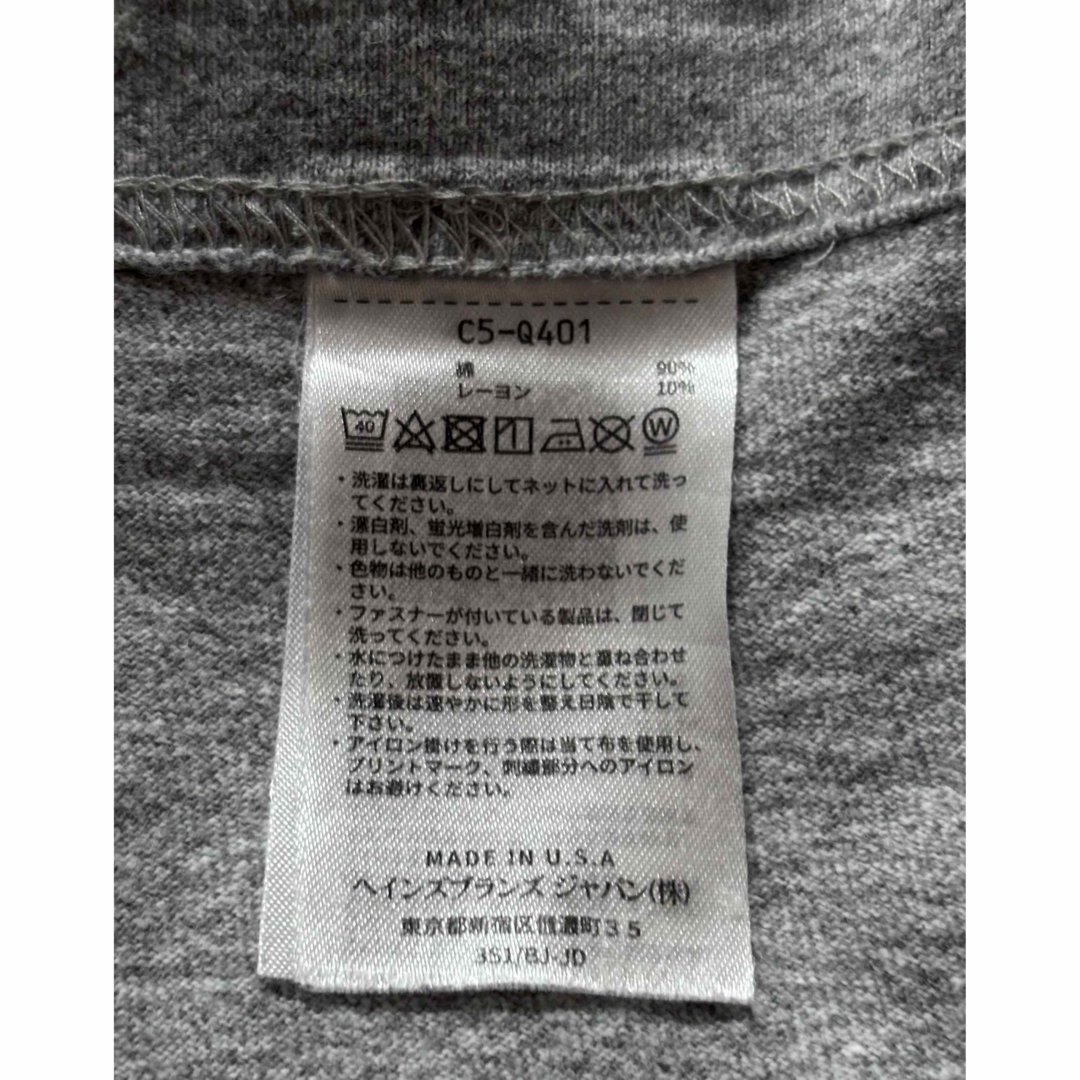 C5-Q401
綿 90%
レーヨン 10%
40 W
・洗濯は裏返しにしてネットに入れて洗っ
てください。
・漂白剤、蛍光増白剤を含んだ洗剤は、使
用しないでください。
・色物は他のものと一緒に洗わないでくだ
さい。
・ファスナーが付いている製品は、閉じて
洗ってください。
・水につけたまま他の洗濯物と重ね合わせ
たり、放置しないようにしてください。
・洗濯後は速やかに形を整え日陰で干して
下さい。
・アイロン掛けを行う際は当て布を使用し、
プリントマーク、刺繍部分へのアイロン
はお避けください。
MADE IN U.S.A
ヘインズブランズ ジャパン(株)
東京都新宿区信濃町35
3S1/BJ-JD